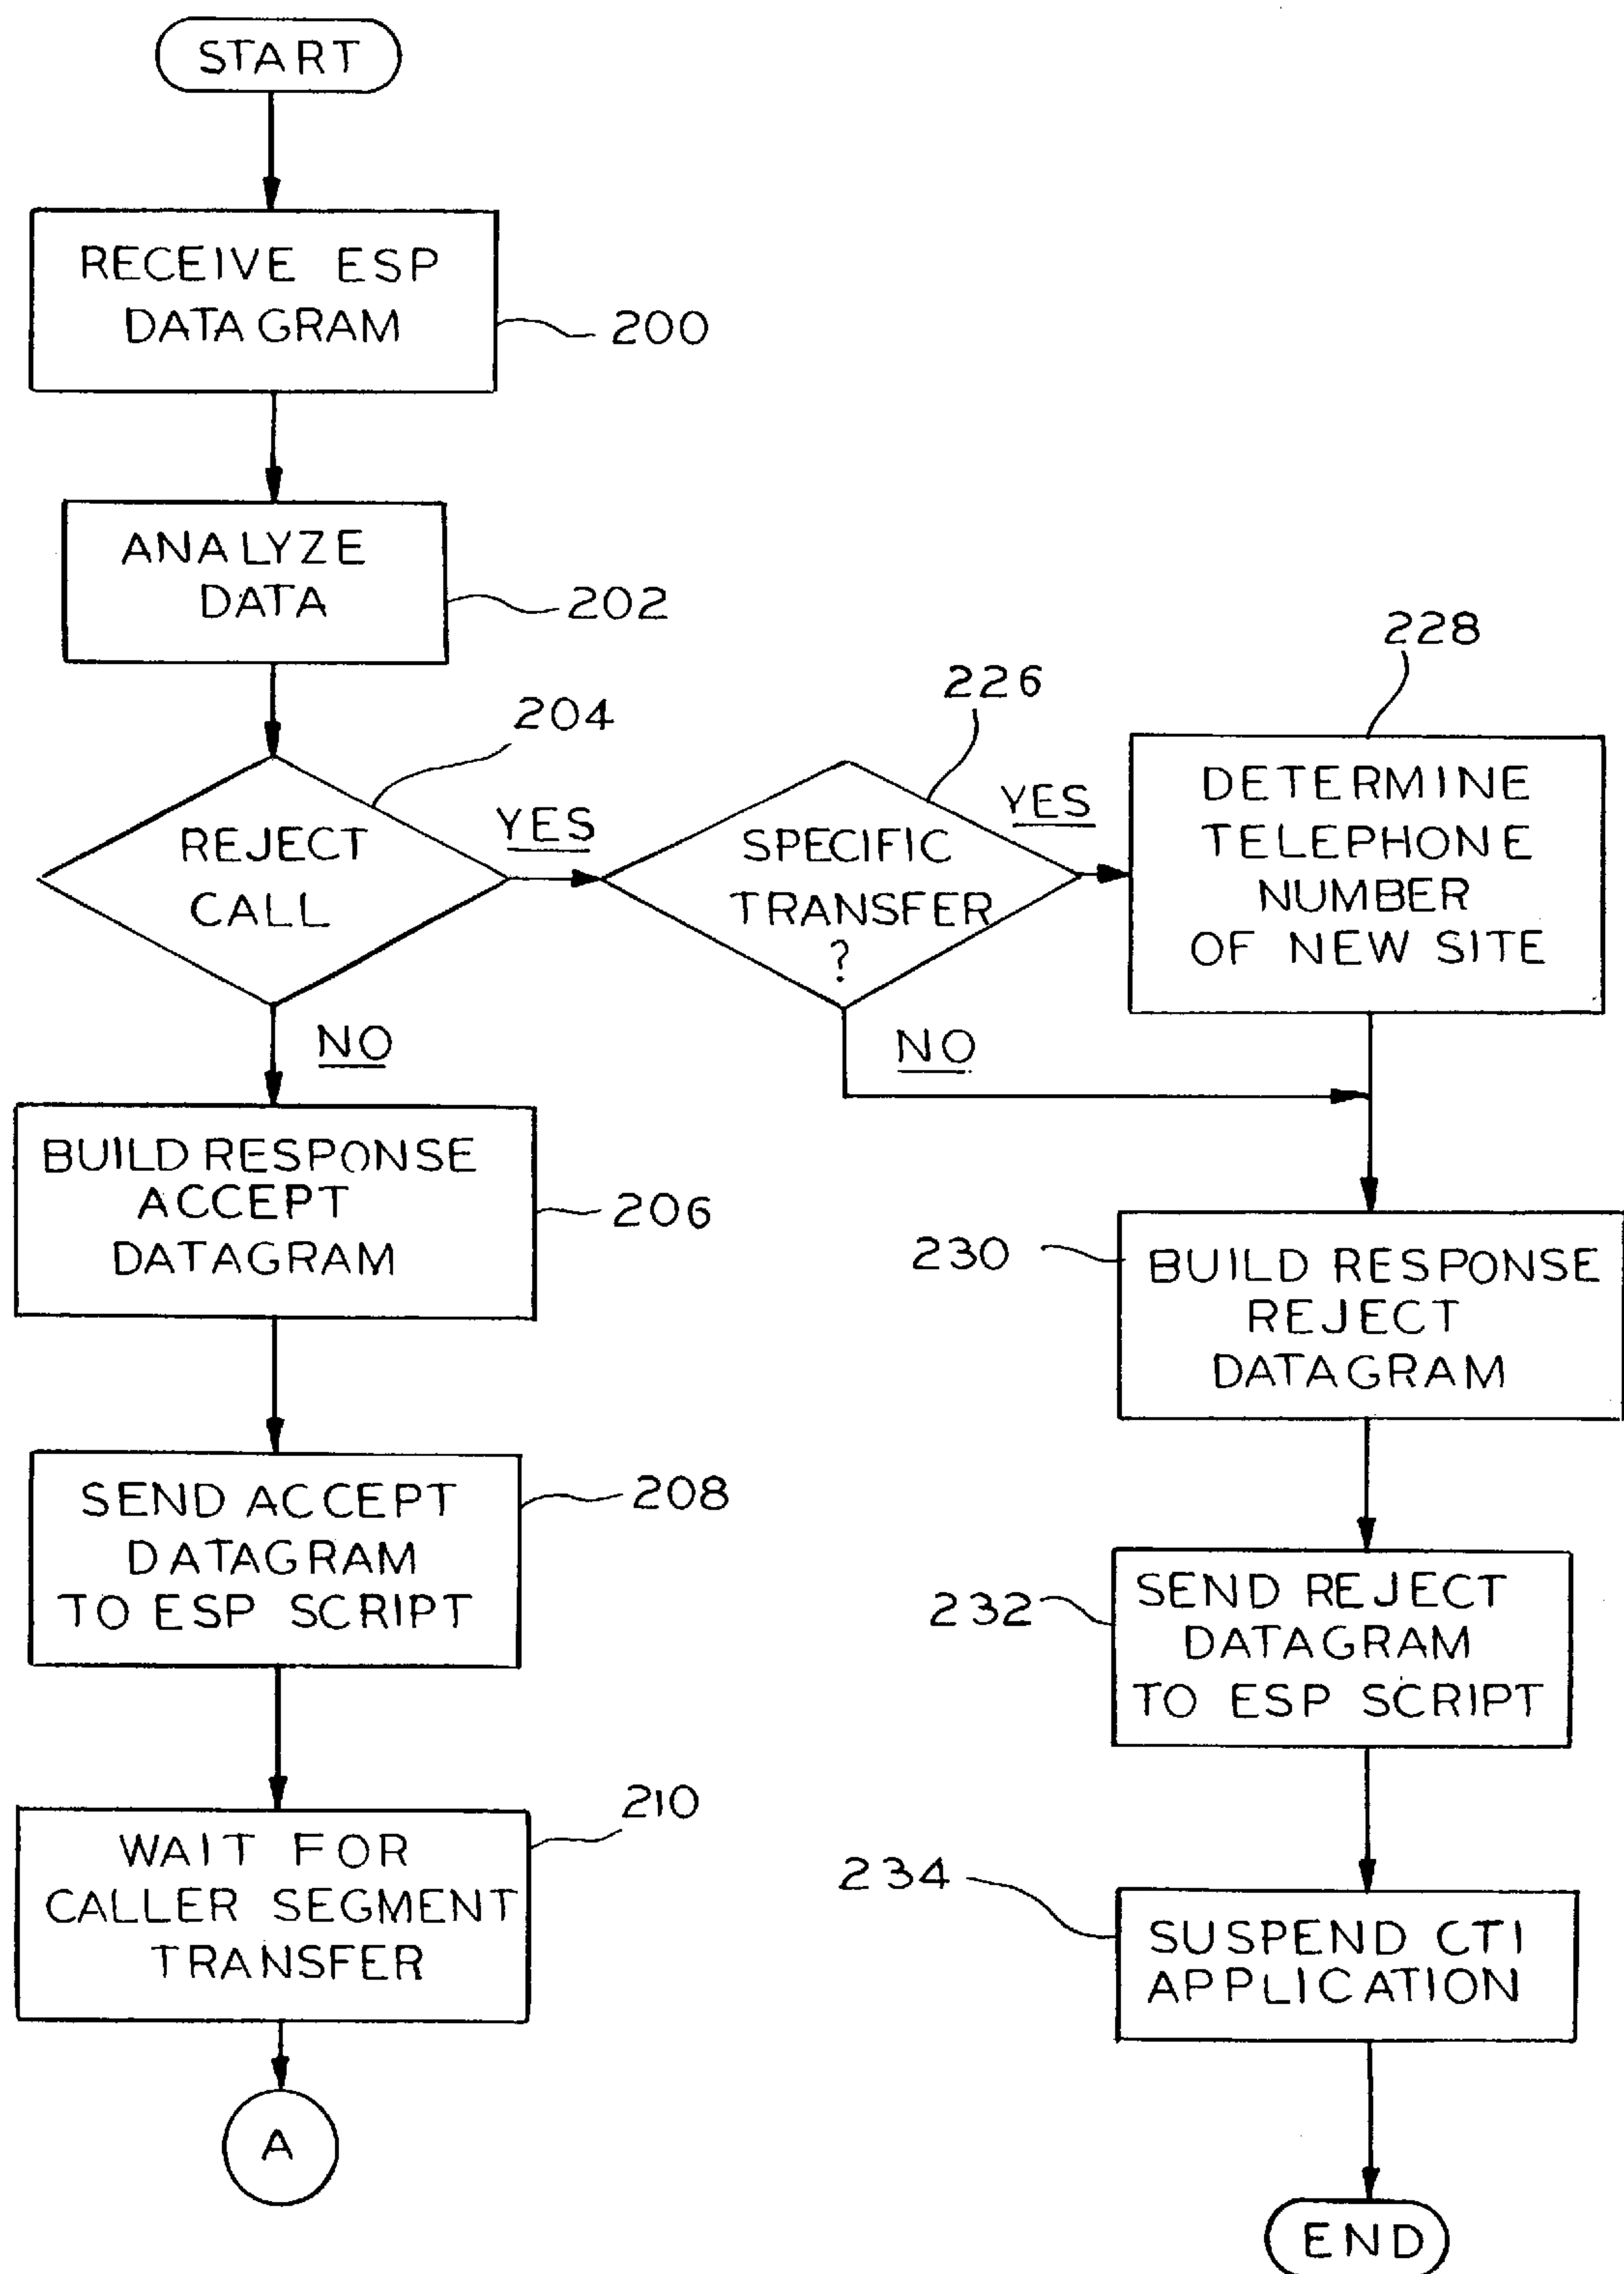 START
RECEIVE ESP
DATAGRAM
200
ANALYZE
DATA
202
204
REJECT
CALL
YES
NO
226
SPECIFIC
TRANSFER
?
YES
NO
228
DETERMINE
TELEPHONE
NUMBER
OF NEW SITE
BUILD RESPONSE
ACCEPT
DATAGRAM
206
230
BUILD RESPONSE
REJECT
DATAGRAM
SEND ACCEPT
DATAGRAM
TO ESP SCRIPT
208
232
SEND REJECT
DATAGRAM
TO ESP SCRIPT
210
WAIT FOR
CALLER SEGMENT
TRANSFER
234
SUSPEND CTI
APPLICATION
A
END